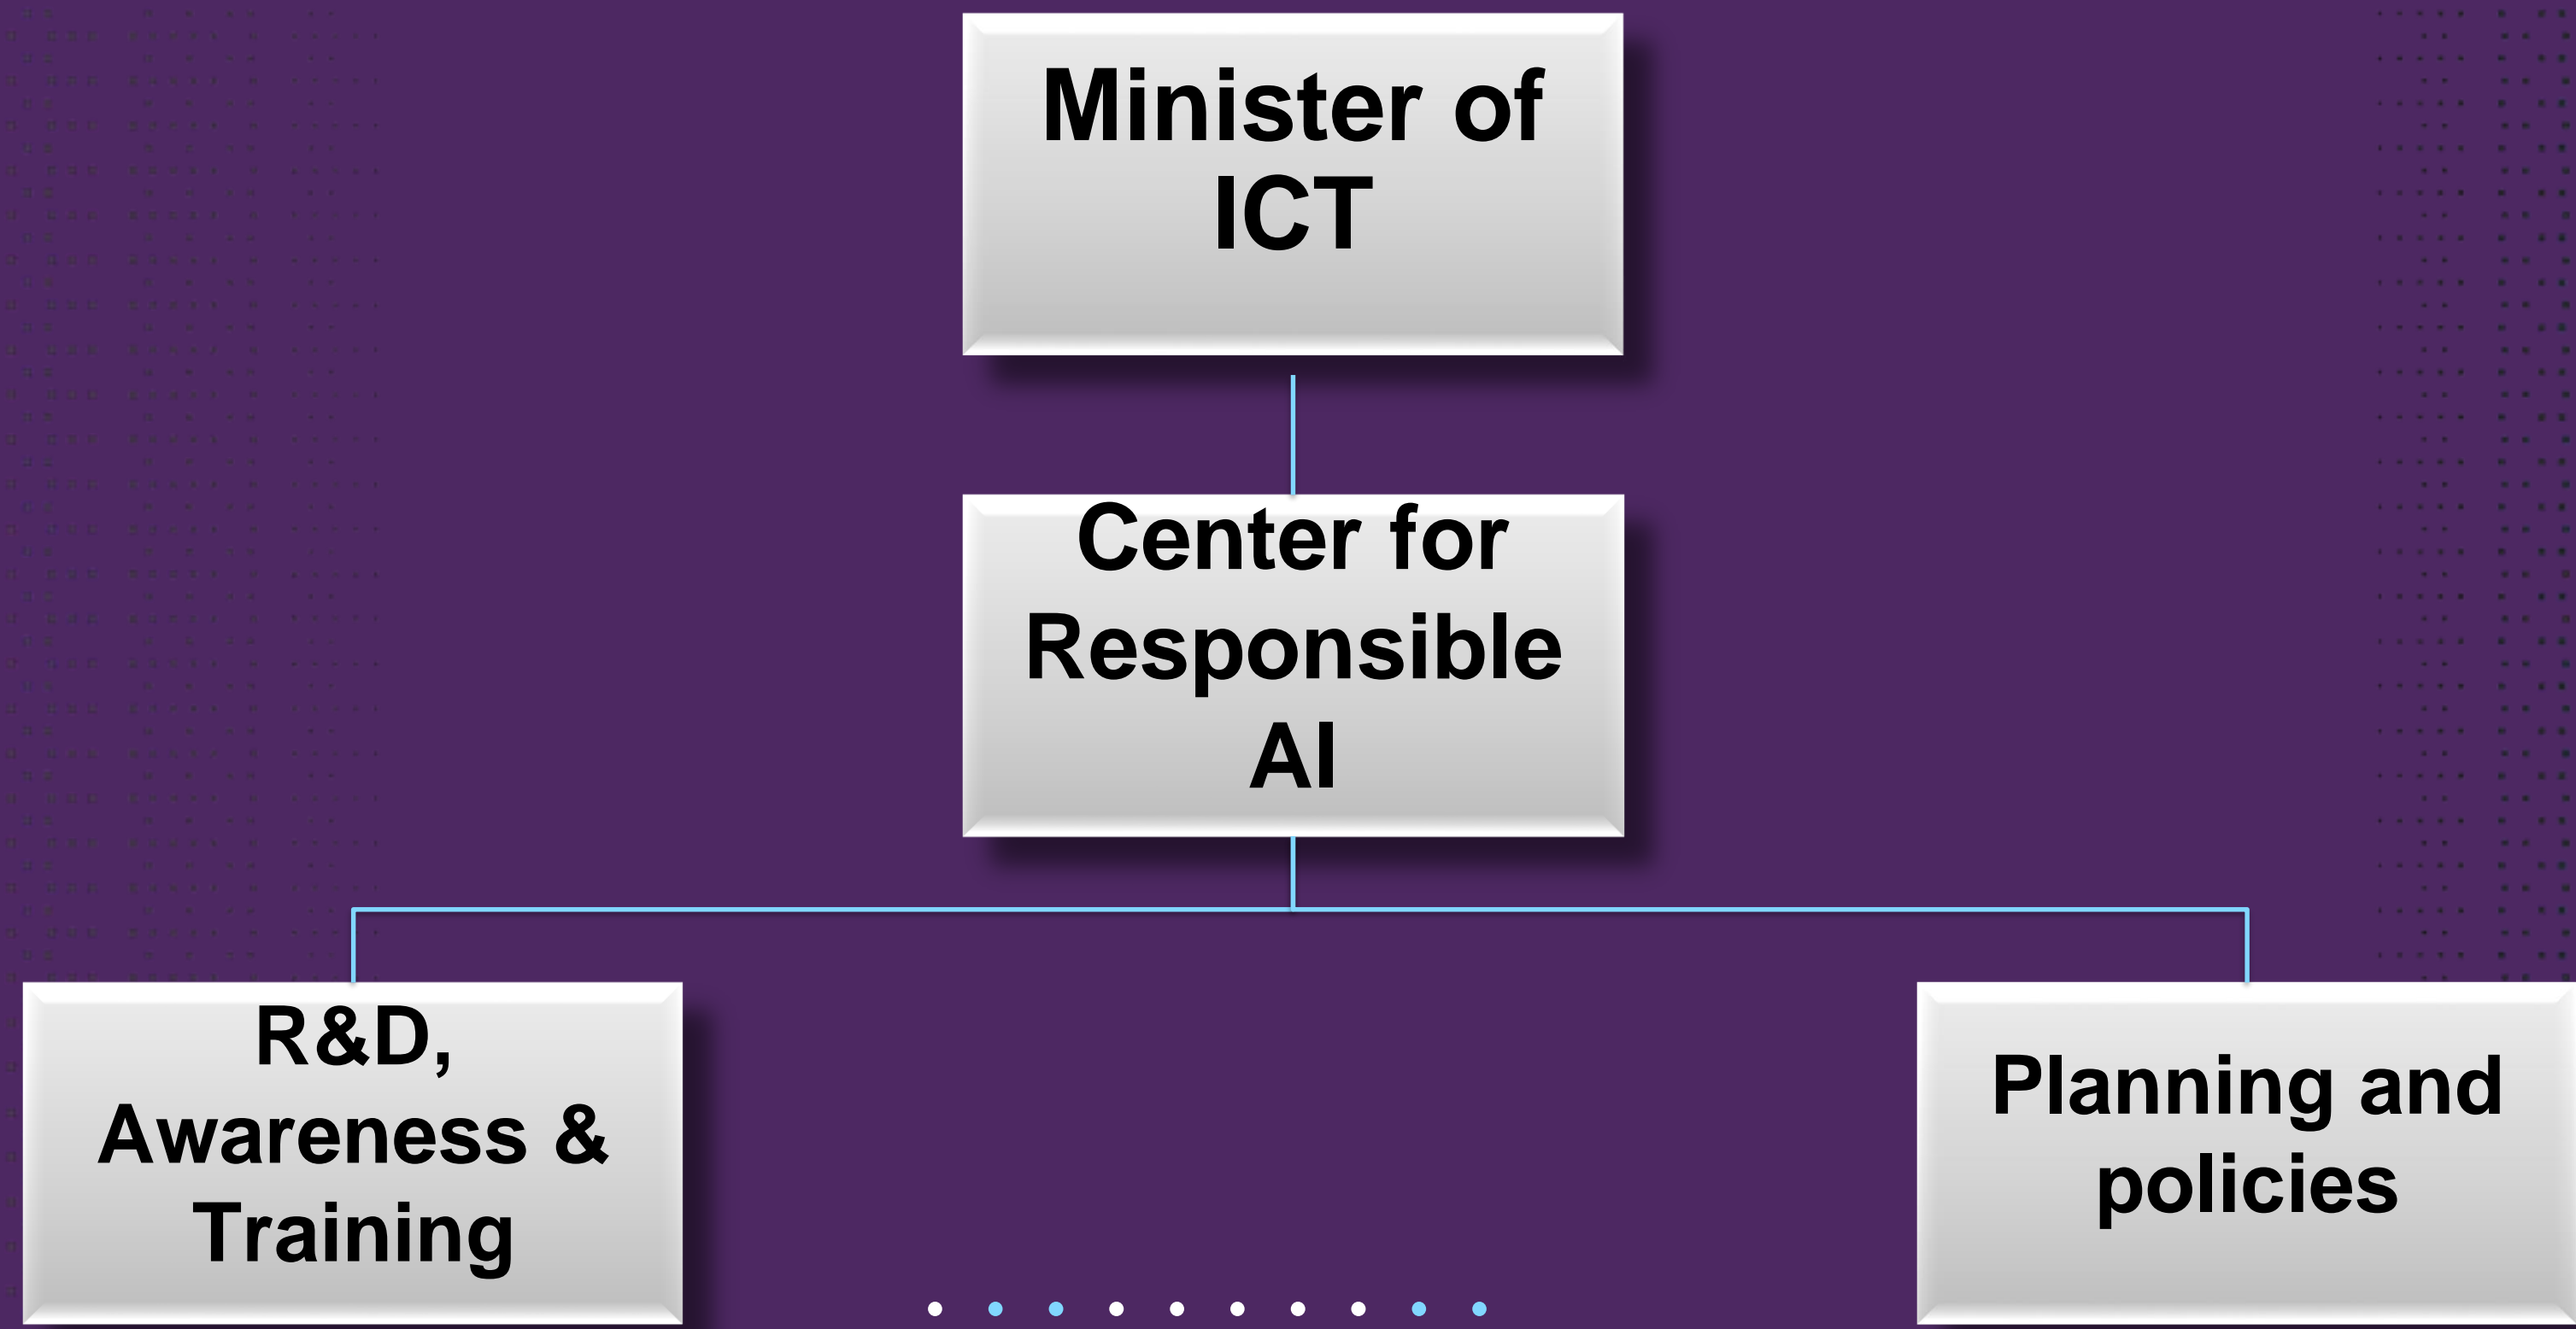 Minister of
ICT
Center for
Responsible
AI
R&D,
Awareness &
Training
Planning and
policies